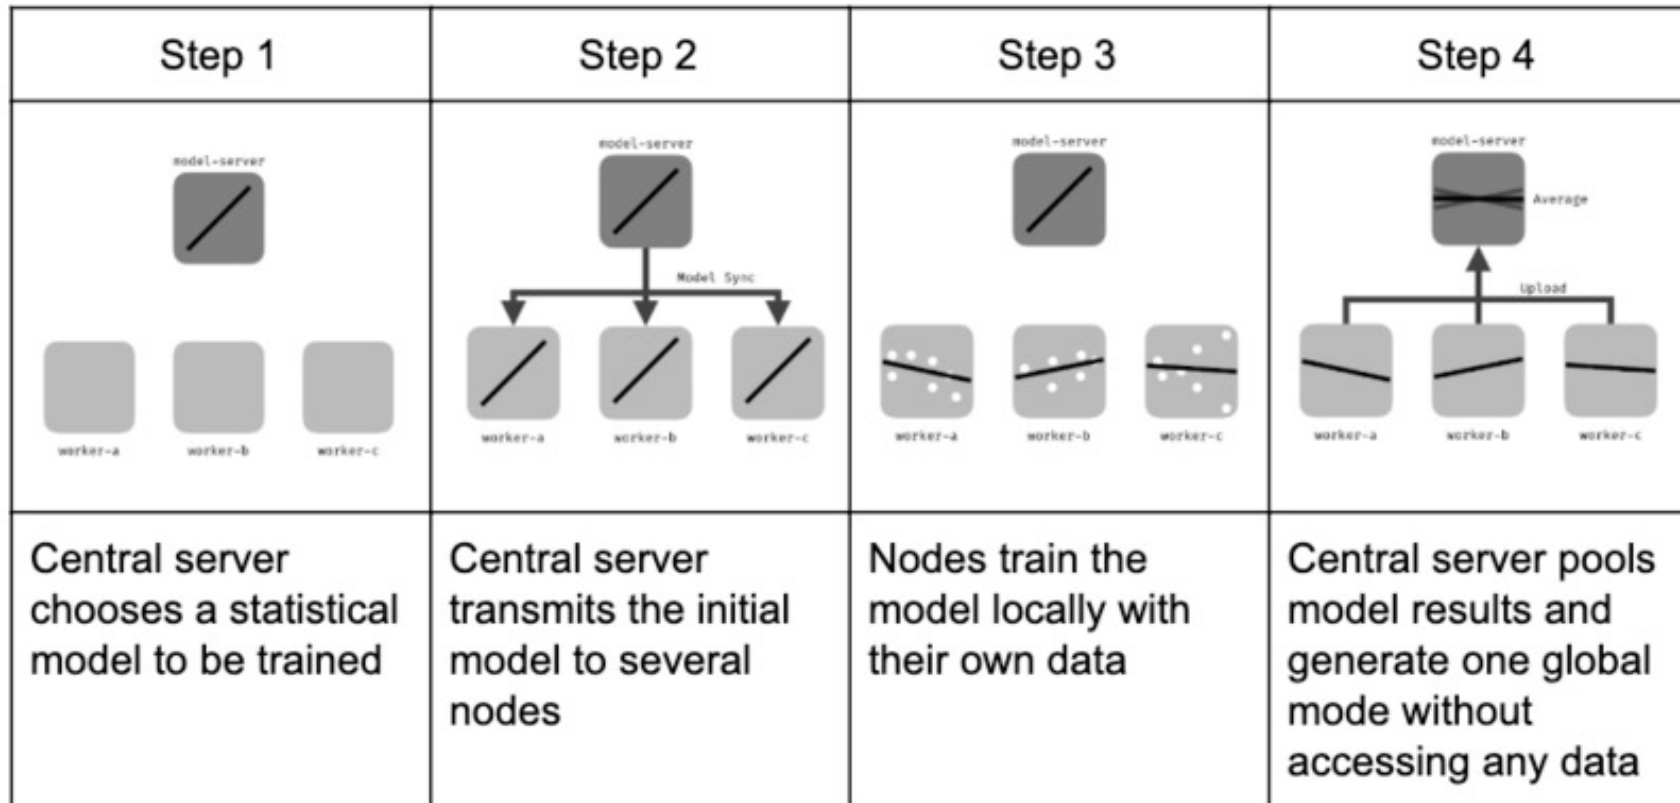 Step 1
Step 2
Step 3
Step 4
model-server
worker-a
worker-b
worker-c
model-server
Model Sync
worker-a
worker-b
worker-c
model-server
worker-a
worker-b
worker-c
model-server
Average
Upload
worker-a
worker-b
worker-c
Central server
chooses a statistical
model to be trained
Central server
transmits the initial
model to several
nodes
Nodes train the
model locally with
their own data
Central server pools
model results and
generate one global
mode without
accessing any data